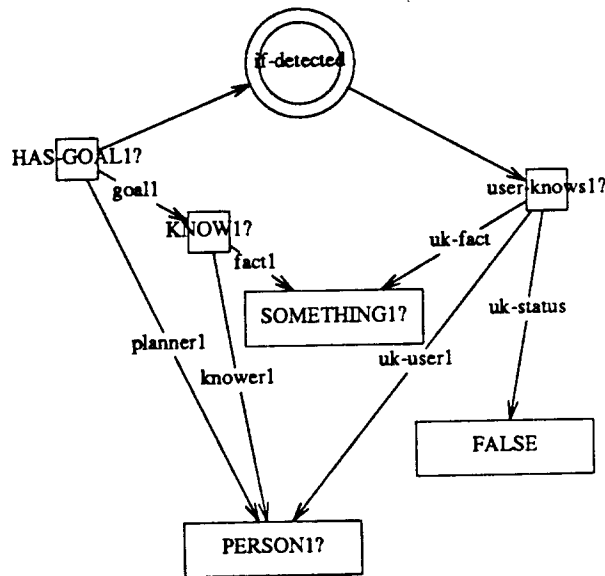 if-detected
HAS-GOAL1?
user-knows1?
goal1
KNOW1?
uk-fact
fact1
SOMETHING1?
uk-status
planner1
uk-user1
knower1
FALSE
PERSON1?